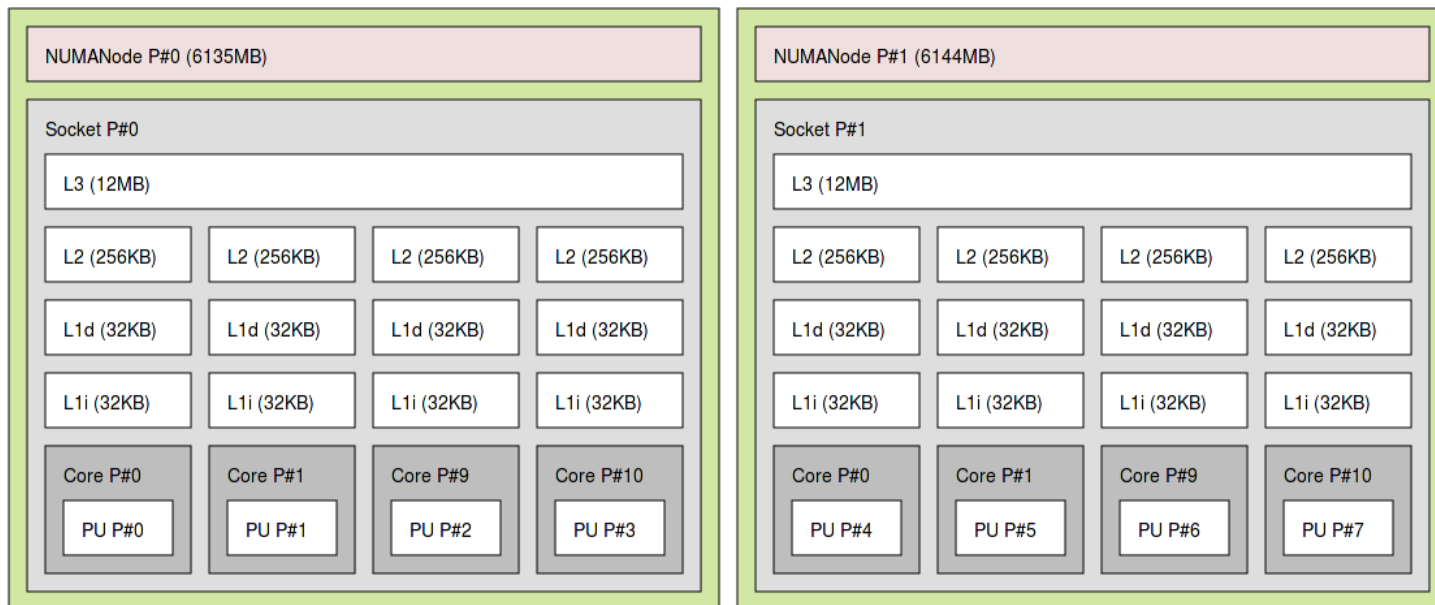 NUMANode P#0 (6135MB)
Socket P#0
L3 (12MB)
L2 (256KB) L2 (256KB) L2 (256KB) L2 (256KB)
L1d (32KB) L1d (32KB) L1d (32KB) L1d (32KB)
L1i (32KB) L1i (32KB) L1i (32KB) L1i (32KB)
Core P#0 Core P#1 Core P#9 Core P#10
PU P#0 PU P#1 PU P#2 PU P#3
NUMANode P#1 (6144MB)
Socket P#1
L3 (12MB)
L2 (256KB) L2 (256KB) L2 (256KB) L2 (256KB)
L1d (32KB) L1d (32KB) L1d (32KB) L1d (32KB)
L1i (32KB) L1i (32KB) L1i (32KB) L1i (32KB)
Core P#0 Core P#1 Core P#9 Core P#10
PU P#4 PU P#5 PU P#6 PU P#7